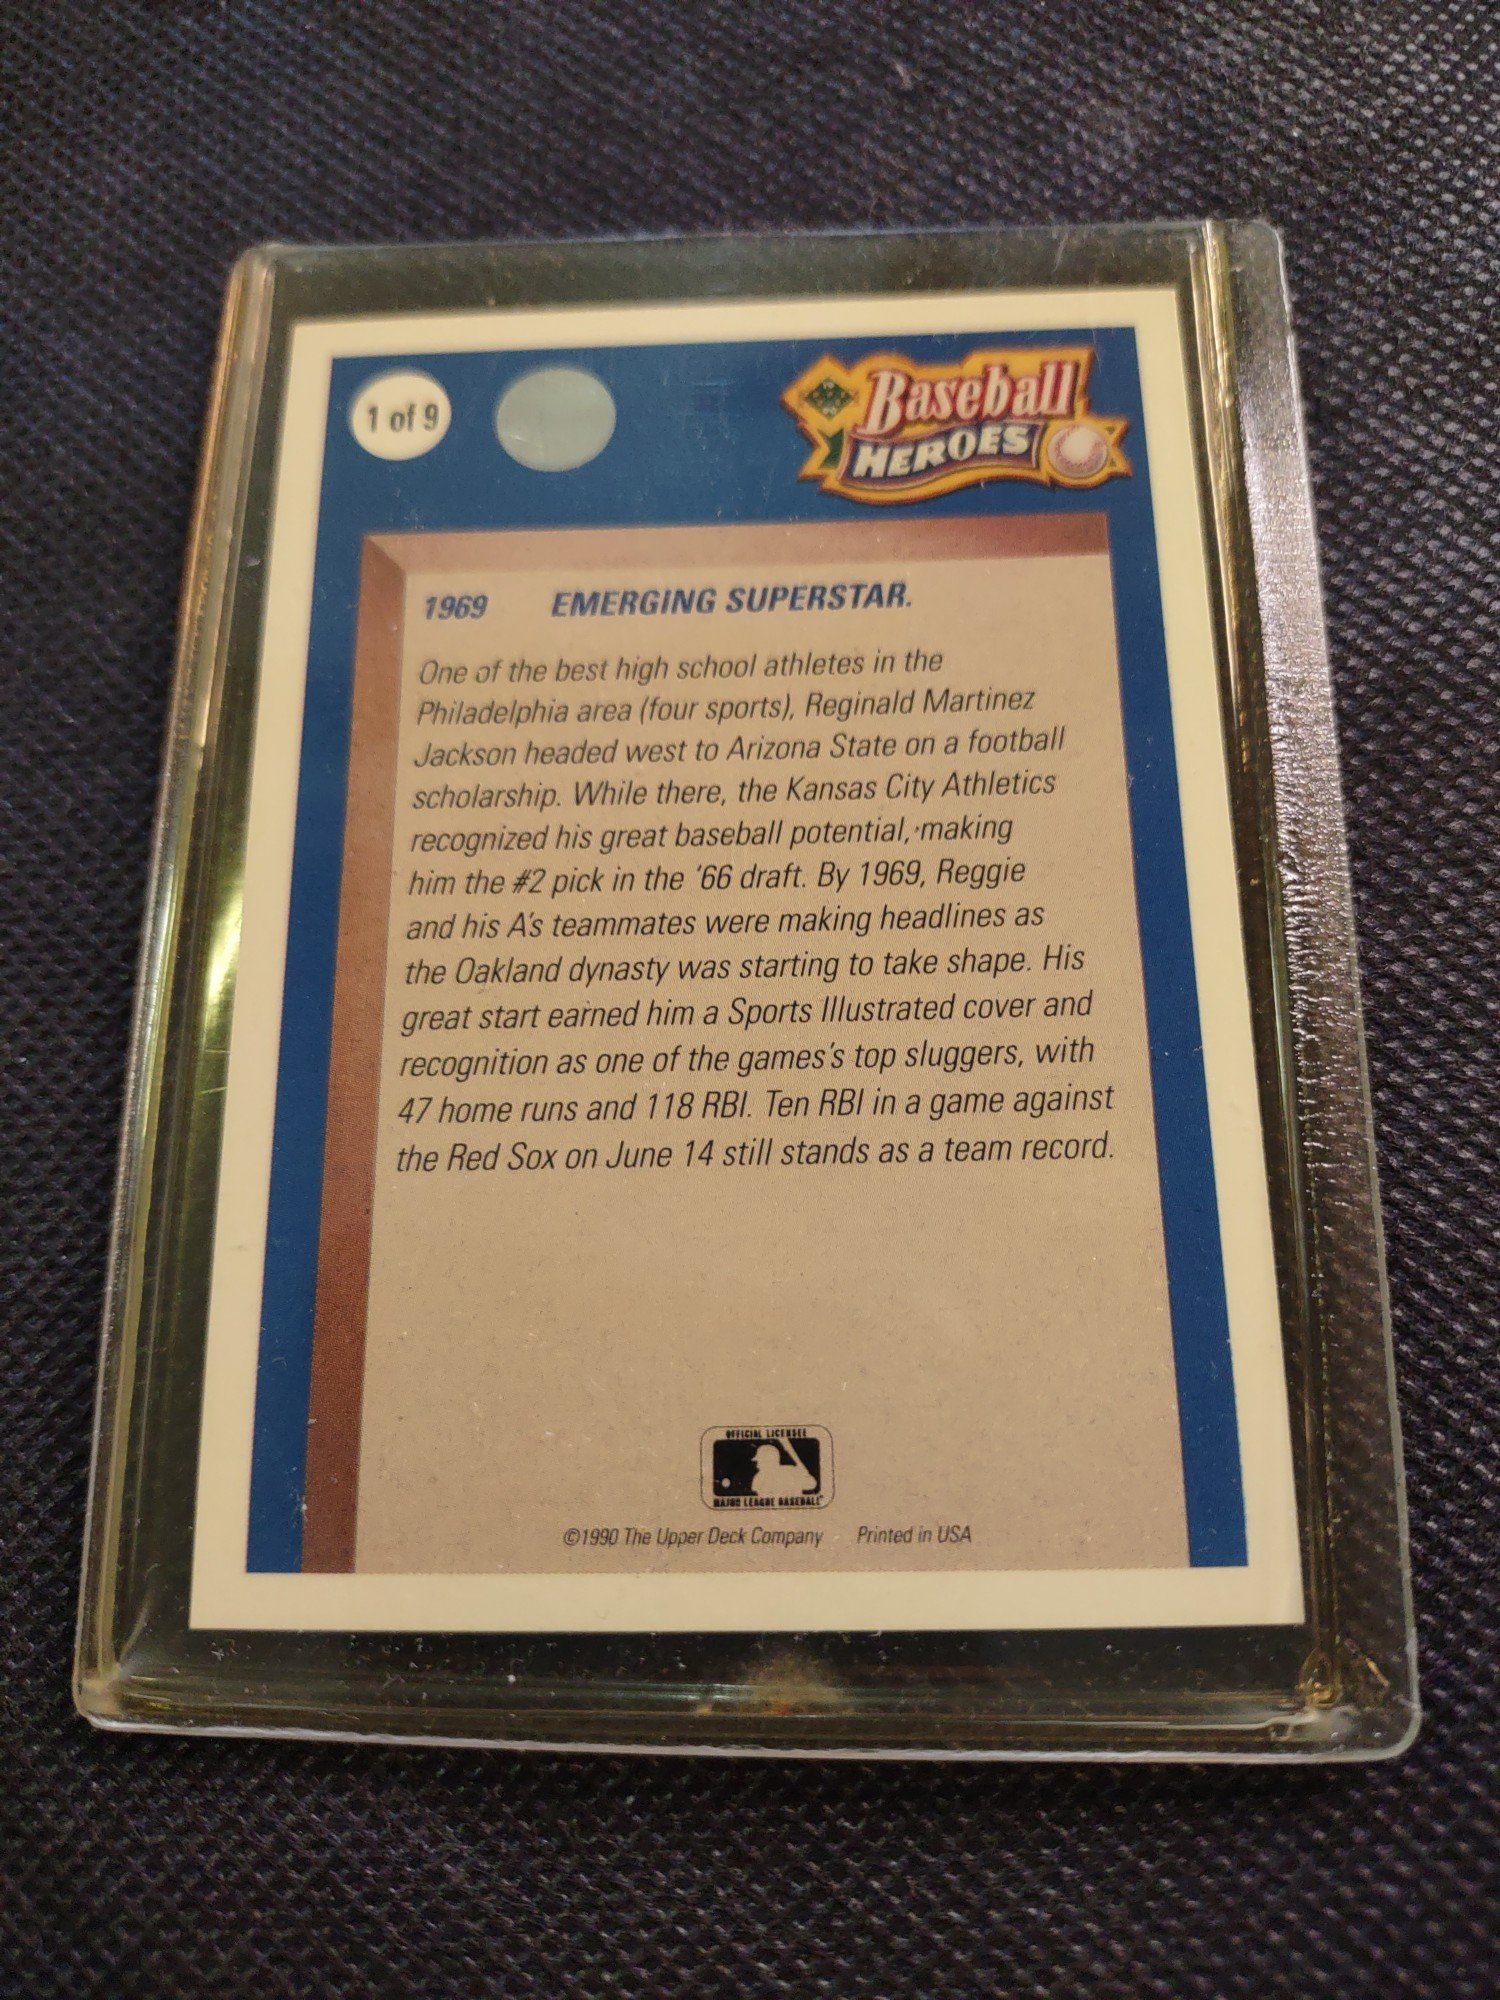 1 of 9
Baseball
HEROES
1969 EMERGING SUPERSTAR.
One of the best high school athletes in the
Philadelphia area (four sports), Reginald Martinez
Jackson headed west to Arizona State on a football
scholarship. While there, the Kansas City Athletics
recognized his great baseball potential, making
him the #2 pick in the '66 draft. By 1969, Reggie
and his A's teammates were making headlines as
the Oakland dynasty was starting to take shape. His
great start earned him a Sports Illustrated cover and
recognition as one of the games's top sluggers, with
47 home runs and 118 RBI. Ten RBI in a game against
the Red Sox on June 14 still stands as a team record.
OFFICIAL LICENSEE
MAJOR LEAGUE BASEBALL
©1990 The Upper Deck Company Printed in USA